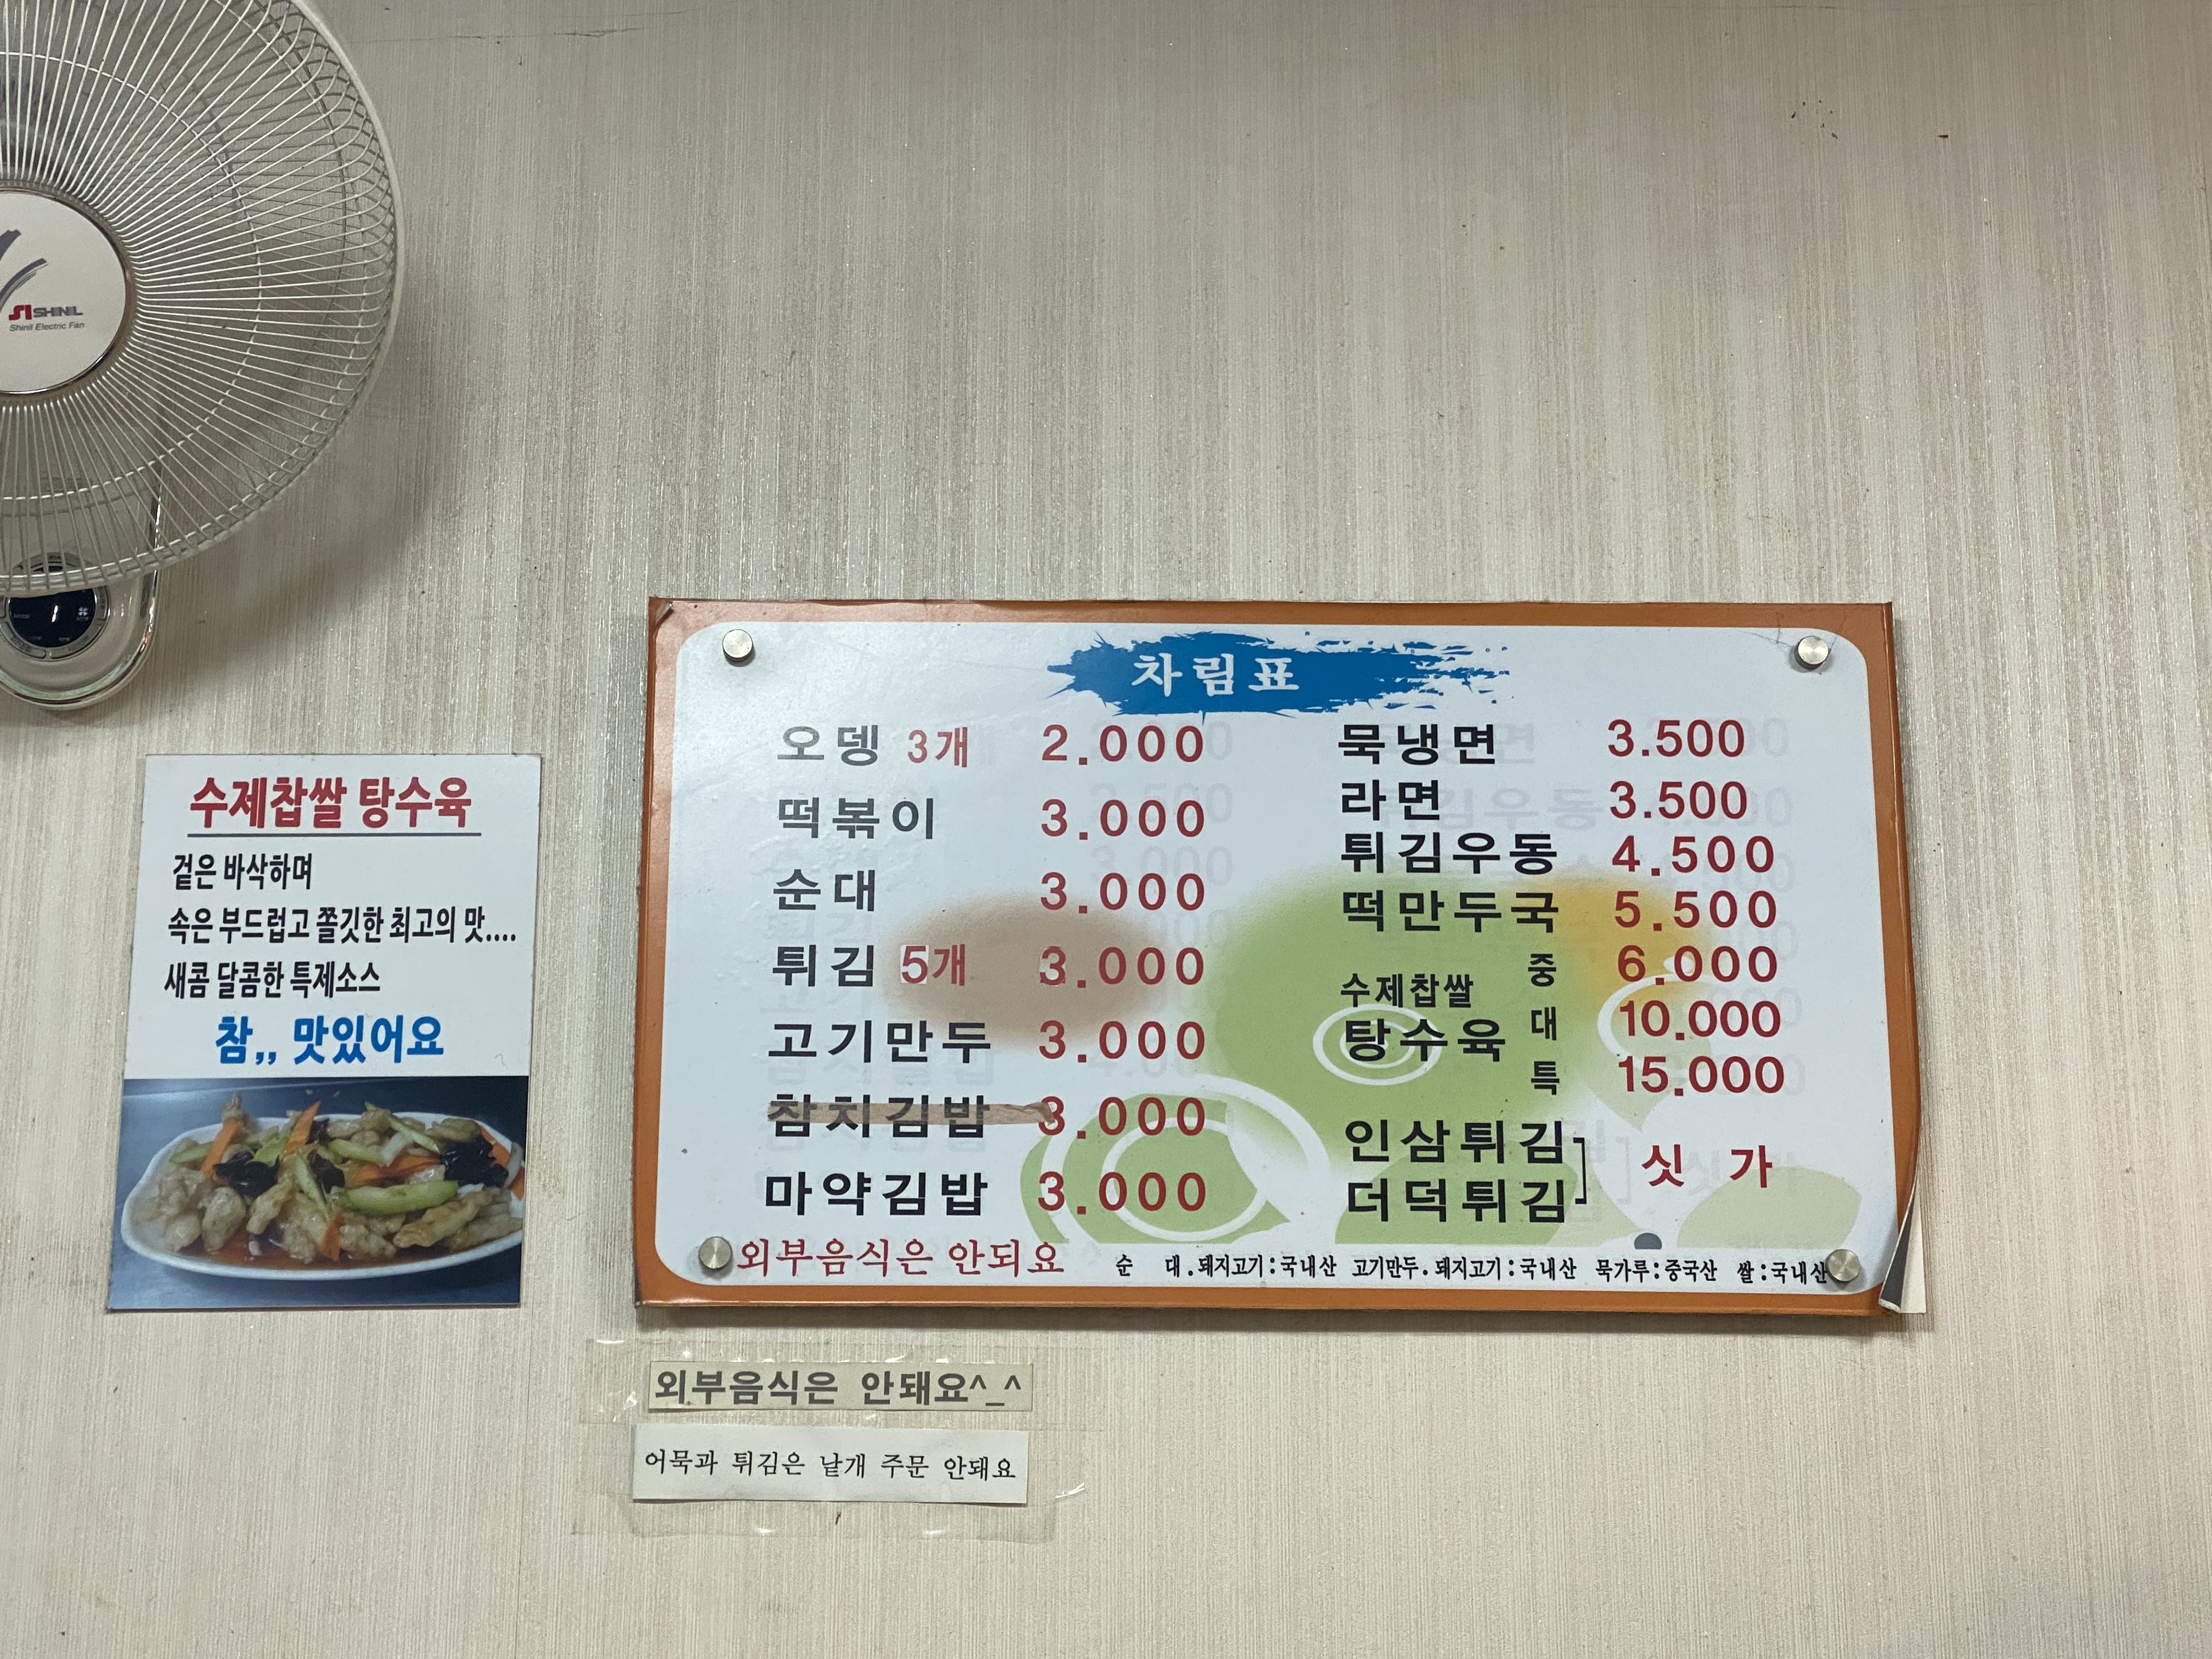 SI SHINIL
Shinil Electric Fan
수제찹쌀 탕수육
겉은 바삭하며
속은 부드럽고 쫄깃한 최고의 맛....
새콤 달콤한 특제소스
참,, 맛있어요
차림표
오뎅 3개 2.000
떡볶이 3.000
순대 3.000
튀김 5개 3.000
고기만두 3.000
참치김밥 3.000
마약김밥 3.000
묵냉면 3.500
라면 3.500
튀김우동 4.500
떡만두국 5.500
수제찹쌀
탕수육
중 6.000
대 10.000
특 15.000
인삼튀김
더덕튀김
싯 가
외부음식은 안되요
순 대.돼지고기:국내산 고기만두.돼지고기:국내산 묵가루:중국산 쌀:국내산
외부음식은 안돼요^_^
어묵과 튀김은 낱개 주문 안돼요